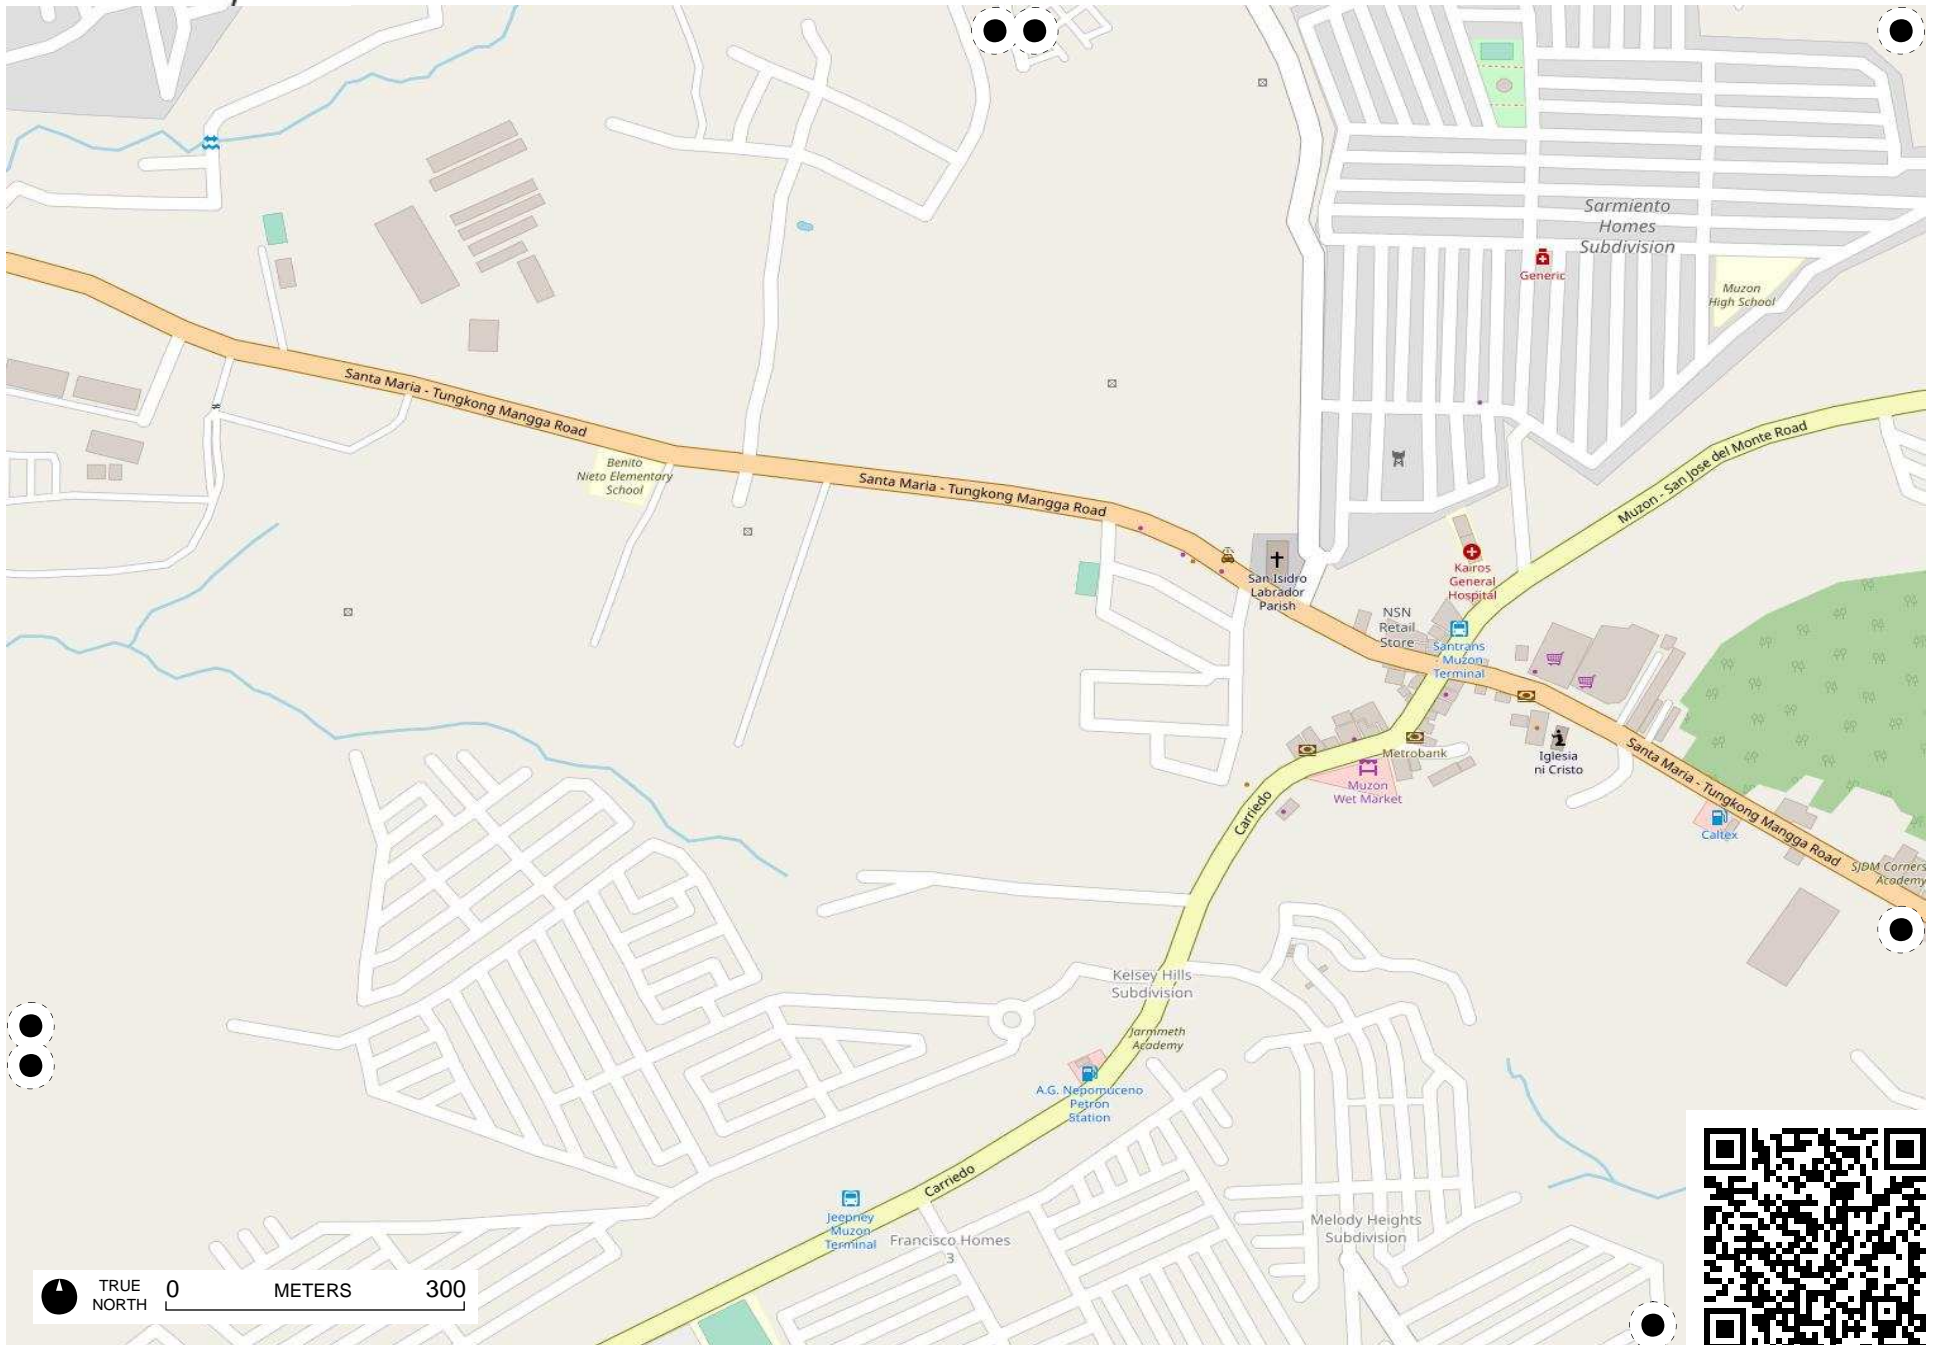 Sarmiento
Homes
Subdivision
Generic
Muzon
High School
Santa Maria - Tungkong Mangga Road
Muzon - San Jose del Monte Road
Benito
Nieto Elementary
School
Santa Maria - Tungkong Mangga Road
San Isidro
Labrador
Parish
Kairos
General
Hospital
NSN
Retail
Store
Santrans
Muzon
Terminal
Metrobank
Iglesia
ni Cristo
Santa Maria - Tungkong Mangga Road
Muzon
Wet Market
Carriedo
Caltex
SJDM Corners
Academy
Kelsey Hills
Subdivision
Jarmmeth
Academy
A.G. Nepomuceno
Petron
Station
Carriedo
Jeepney
Muzon
Terminal
Francisco Homes
3
Melody Heights
Subdivision
TRUE
NORTH
0 METERS 300